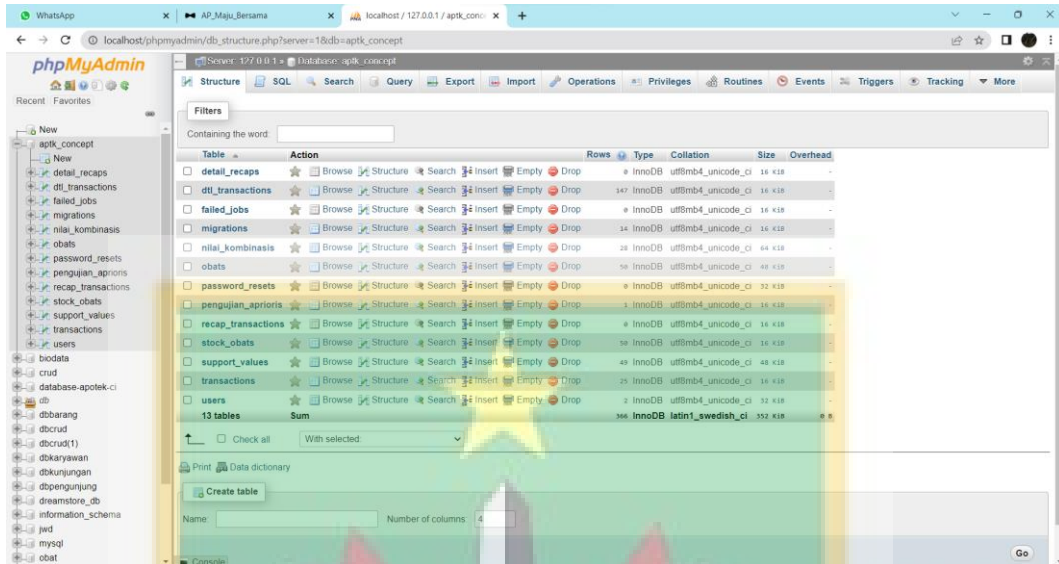 WhatsApp
AP_Maju_Bersama
localhost / 127.0.0.1 / aptk_conce
localhost/phpmyadmin/db_structure.php?server=1&db=aptk_concept
phpMyAdmin
Recent Favorites
New
aptk_concept
New
detail_recaps
dtl_transactions
failed_jobs
migrations
nilai_kombinasis
obats
password_resets
pengujian_aprioris
recap_transactions
stock_obats
support_values
transactions
users
biodata
crud
database-apotek-ci
db
dbbarang
dbcrud
dbcrud(1)
dbkaryawan
dbkunjungan
dbpengunjung
dreamstore_db
information_schema
jwd
mysql
obat
Server: 127.0.0.1 » Database: aptk_concept
Structure SQL Search Query Export Import Operations Privileges Routines Events Triggers Tracking More
Filters
Containing the word:
Table Action Rows Type Collation Size Overhead
detail_recaps Browse Structure Search Insert Empty Drop 0 InnoDB utf8mb4_unicode_ci 16 KiB -
dtl_transactions Browse Structure Search Insert Empty Drop 147 InnoDB utf8mb4_unicode_ci 16 KiB -
failed_jobs Browse Structure Search Insert Empty Drop 0 InnoDB utf8mb4_unicode_ci 16 KiB -
migrations Browse Structure Search Insert Empty Drop 14 InnoDB utf8mb4_unicode_ci 16 KiB -
nilai_kombinasis Browse Structure Search Insert Empty Drop 28 InnoDB utf8mb4_unicode_ci 64 KiB -
obats Browse Structure Search Insert Empty Drop 50 InnoDB utf8mb4_unicode_ci 48 KiB -
password_resets Browse Structure Search Insert Empty Drop 0 InnoDB utf8mb4_unicode_ci 32 KiB -
pengujian_aprioris Browse Structure Search Insert Empty Drop 1 InnoDB utf8mb4_unicode_ci 16 KiB -
recap_transactions Browse Structure Search Insert Empty Drop 0 InnoDB utf8mb4_unicode_ci 16 KiB -
stock_obats Browse Structure Search Insert Empty Drop 50 InnoDB utf8mb4_unicode_ci 16 KiB -
support_values Browse Structure Search Insert Empty Drop 49 InnoDB utf8mb4_unicode_ci 48 KiB -
transactions Browse Structure Search Insert Empty Drop 25 InnoDB utf8mb4_unicode_ci 16 KiB -
users Browse Structure Search Insert Empty Drop 2 InnoDB utf8mb4_unicode_ci 32 KiB -
13 tables Sum 366 InnoDB latin1_swedish_ci 352 KiB 0 B
Check all With selected:
Print Data dictionary
Create table
Name: Number of columns: 4
Go
Console